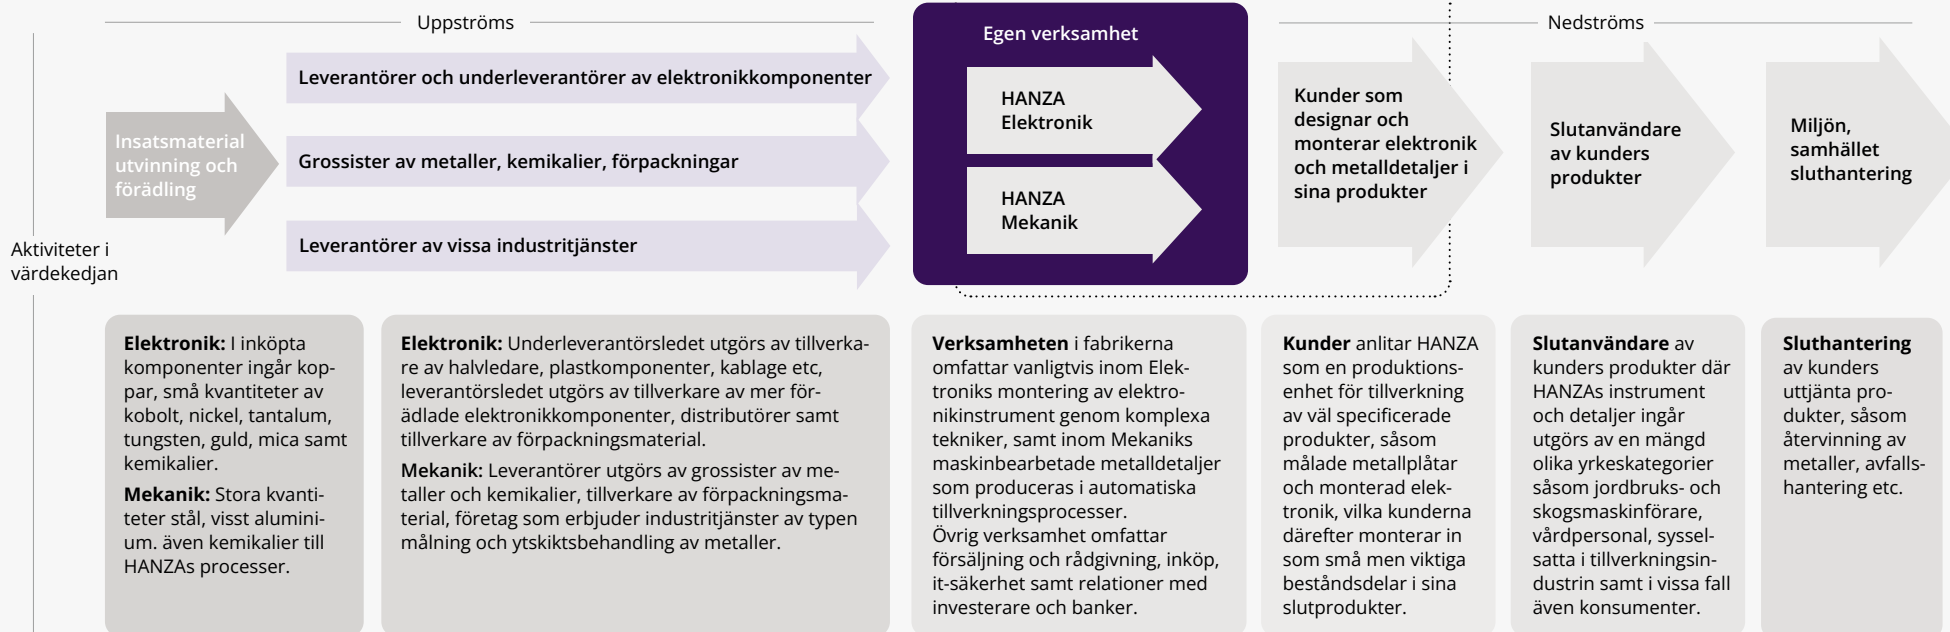 Uppströms
Nedströms
Aktiviteter i
värdekedjan
Insatsmaterial
utvinning och
förädling
Leverantörer och underleverantörer av elektronikkomponenter
Grossister av metaller, kemikalier, förpackningar
Leverantörer av vissa industritjänster
Egen verksamhet
HANZA
Elektronik
HANZA
Mekanik
Kunder som
designar och
monterar elektronik
och metalldetaljer i
sina produkter
Slutanvändare
av kunders
produkter
Miljön,
samhället
sluthantering
Elektronik: I inköpta
komponenter ingår kop-
par, små kvantiteter av
kobolt, nickel, tantalum,
tungsten, guld, mica samt
kemikalier.
Mekanik: Stora kvanti-
teter stål, visst alumini-
um. även kemikalier till
HANZAs processer.
Elektronik: Underleverantörsledet utgörs av tillverka-
re av halvledare, plastkomponenter, kablage etc,
leverantörsledet utgörs av tillverkare av mer för-
ädlade elektronikkomponenter, distributörer samt
tillverkare av förpackningsmaterial.
Mekanik: Leverantörer utgörs av grossister av me-
taller och kemikalier, tillverkare av förpackningsma-
terial, företag som erbjuder industritjänster av typen
målning och ytskiktsbehandling av metaller.
Verksamheten i fabrikerna
omfattar vanligtvis inom Elek-
troniks montering av elektro-
nikinstrument genom komplexa
tekniker, samt inom Mekaniks
maskinbearbetade metalldetaljer
som produceras i automatiska
tillverkningsprocesser.
Övrig verksamhet omfattar
försäljning och rådgivning, inköp,
it-säkerhet samt relationer med
investerare och banker.
Kunder anlitar HANZA
som en produktions-
enhet för tillverkning
av väl specificerade
produkter, såsom
målade metallplåtar
och monterad elek-
tronik, vilka kunderna
därefter monterar in
som små men viktiga
beståndsdelar i sina
slutprodukter.
Slutanvändare av
kunders produkter där
HANZAs instrument
och detaljer ingår
utgörs av en mängd
olika yrkeskategorier
såsom jordbruks- och
skogsmaskinförare,
vårdpersonal, syssel-
satta i tillverkningsin-
dustrin samt i vissa fall
även konsumenter.
Sluthantering
av kunders
uttjänta pro-
dukter, såsom
återvinning av
metaller, avfalls-
hantering etc.